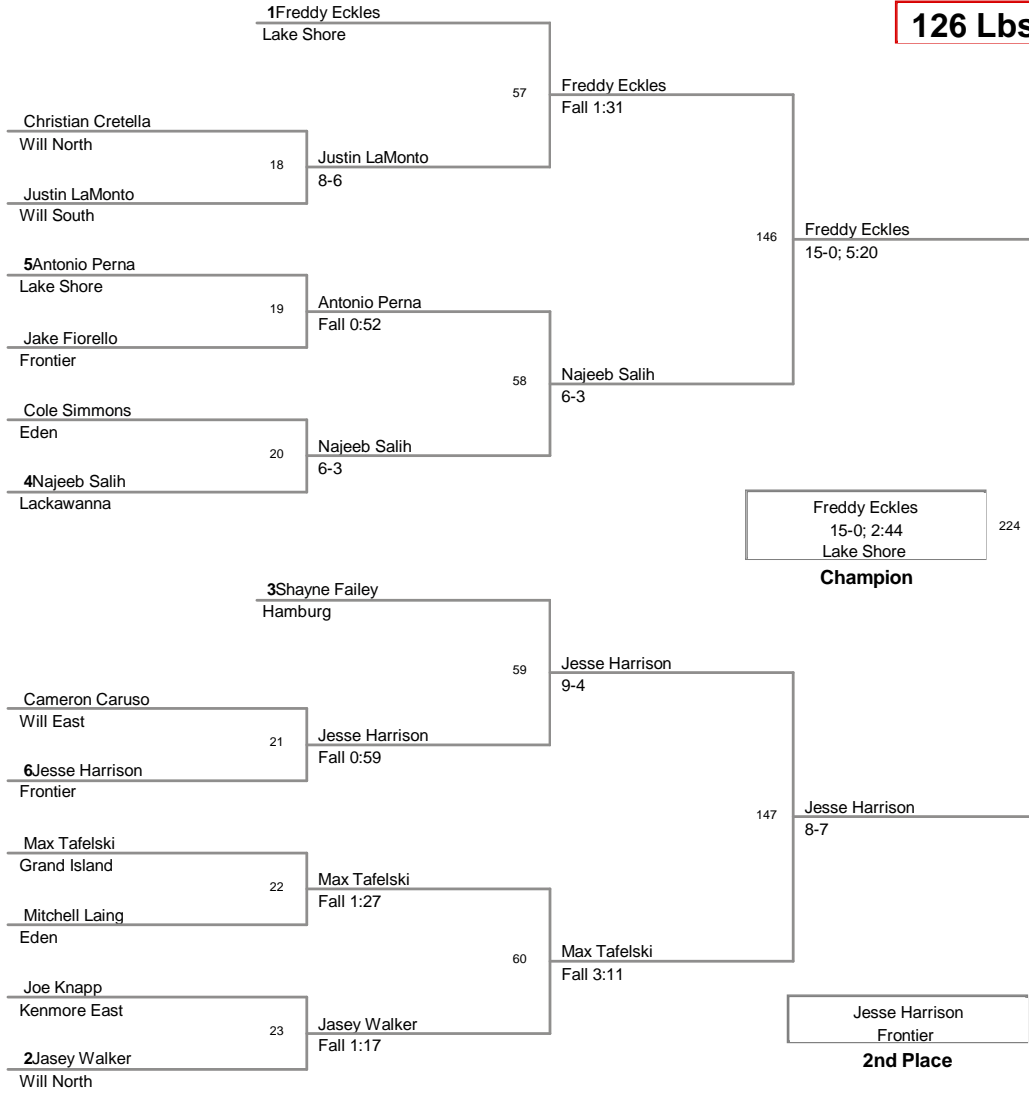 1Freddy Eckles
Lake Shore
126 Lbs
57
Freddy Eckles
Fall 1:31
Christian Cretella
Will North
18
Justin LaMonto
8-6
Justin LaMonto
Will South
146
Freddy Eckles
15-0; 5:20
5Antonio Perna
Lake Shore
19
Antonio Perna
Fall 0:52
Jake Fiorello
Frontier
58
Najeeb Salih
6-3
Cole Simmons
Eden
20
Najeeb Salih
6-3
4Najeeb Salih
Lackawanna
Freddy Eckles
15-0; 2:44
Lake Shore
224
Champion
3Shayne Failey
Hamburg
59
Jesse Harrison
9-4
Cameron Caruso
Will East
21
Jesse Harrison
Fall 0:59
6Jesse Harrison
Frontier
147
Jesse Harrison
8-7
Max Tafelski
Grand Island
22
Max Tafelski
Fall 1:27
Mitchell Laing
Eden
60
Max Tafelski
Fall 3:11
Joe Knapp
Kenmore East
23
Jasey Walker
Fall 1:17
2Jasey Walker
Will North
Jesse Harrison
Frontier
2nd Place